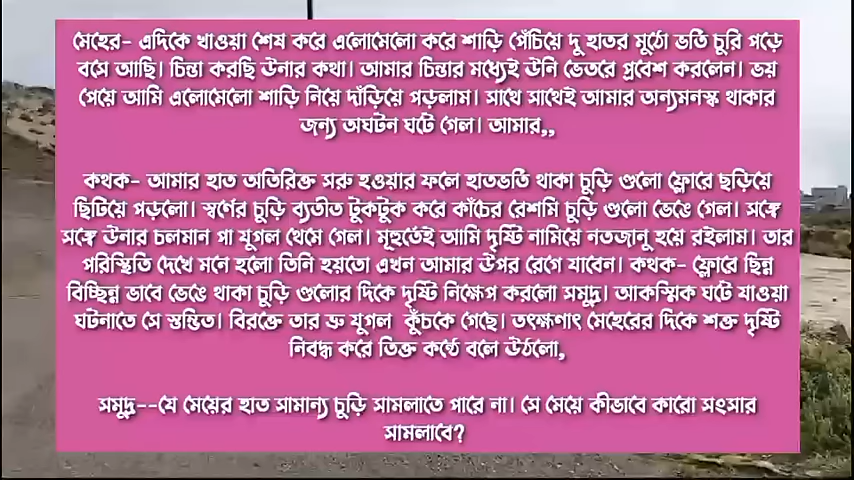 মেহের- এদিকে খাওয়া শেষ করে এলোমেলো করে শাড়ি পেঁচিয়ে দু হাতর মুঠো ভর্তি চুরি পড়ে
বসে আছি। চিন্তা করছি উনার কথা। আমার চিন্তার মধ্যেই উনি ভেতরে প্রবেশ করলেন। ভয়
পেয়ে আমি এলোমেলো শাড়ি নিয়ে দাঁড়িয়ে পড়লাম। সাথে সাথেই আমার অন্যমনস্ক থাকার
জন্য অঘটন ঘটে গেল। আমার,,
কথক- আমার হাত অতিরিক্ত সরু হওয়ার ফলে হাতভর্তি থাকা চুড়ি গুলো ফ্লোরে ছড়িয়ে
ছিটিয়ে পড়লো। স্বর্ণের চুড়ি ব্যতীত টুকটুক করে কাঁচের রেশমি চুড়ি গুলো ভেঙে গেল। সঙ্গে
সঙ্গে উনার চলমান পা যুগল থেমে গেল। মূহুর্তেই আমি দৃষ্টি নামিয়ে নতজানু হয়ে রইলাম। তার
পরিস্থিতি দেখে মনে হলো তিনি হয়তো এখন আমার উপর রেগে যাবেন। কথক- ফ্লোরে ছিন্ন
বিচ্ছিন্ন ভাবে ভেঙে থাকা চুড়ি গুলোর দিকে দৃষ্টি নিক্ষেপ করলো সমুদ্র। আকস্মিক ঘটে যাওয়া
ঘটনাতে সে স্তম্ভিত। বিরক্তে তার ভ্রু যুগল কুঁচকে গেছে। তৎক্ষণাৎ মেহেরের দিকে শক্ত দৃষ্টি
নিবদ্ধ করে তিক্ত কন্ঠে বলে উঠলো,
সমুদ্র--যে মেয়ের হাত সামান্য চুড়ি সামলাতে পারে না। সে মেয়ে কীভাবে কারো সংসার
সামলাবে?